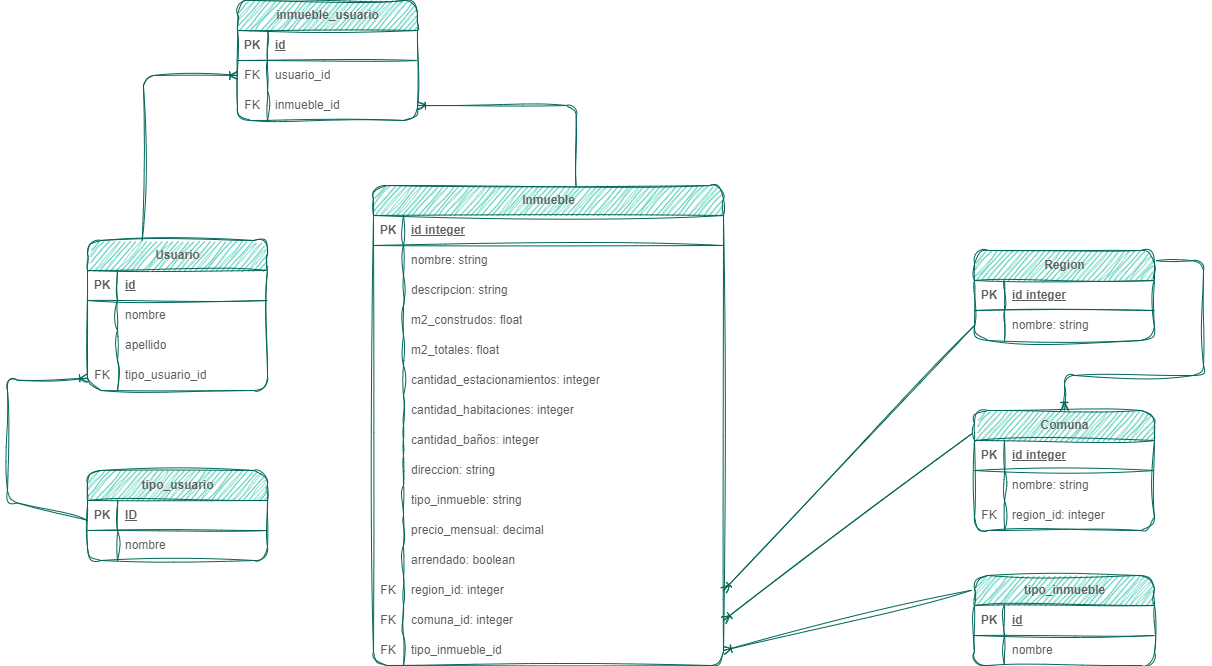 inmueble_usuario
PK id
FK usuario_id
FK inmueble_id
Usuario
PK id
nombre
apellido
FK tipo_usuario_id
tipo_usuario
PK ID
nombre
Inmueble
PK id integer
nombre: string
descripcion: string
m2_construdos: float
m2_totales: float
cantidad_estacionamientos: integer
cantidad_habitaciones: integer
cantidad_baños: integer
direccion: string
tipo_inmueble: string
precio_mensual: decimal
arrendado: boolean
FK region_id: integer
FK comuna_id: integer
FK tipo_inmueble_id
Region
PK id integer
nombre: string
Comuna
PK id integer
nombre: string
FK region_id: integer
tipo_inmueble
PK id
nombre